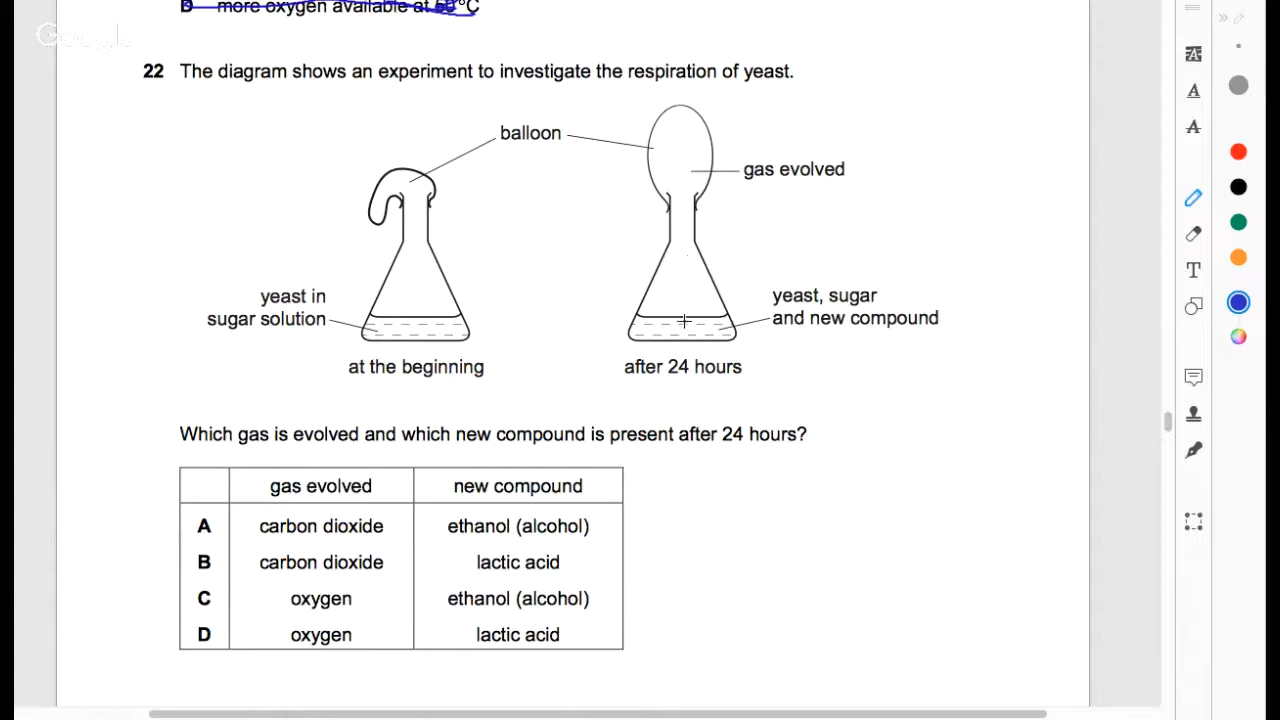 B more oxygen available at 50 °C
Google
22 The diagram shows an experiment to investigate the respiration of yeast.
balloon
gas evolved
yeast in
sugar solution
yeast, sugar
and new compound
at the beginning
after 24 hours
Which gas is evolved and which new compound is present after 24 hours?
gas evolved new compound
A carbon dioxide ethanol (alcohol)
B carbon dioxide lactic acid
C oxygen ethanol (alcohol)
D oxygen lactic acid